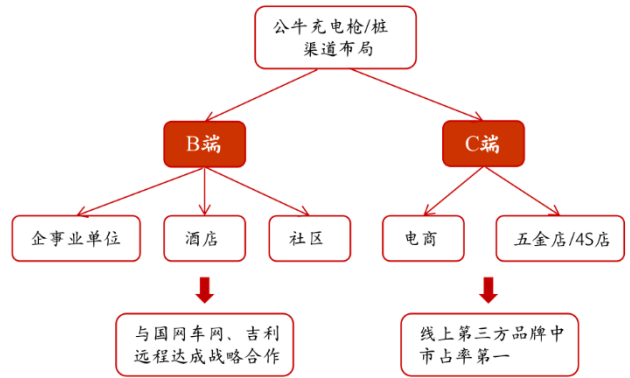 公牛充电枪/桩
渠道布局
B端
C端
企事业单位
酒店
社区
电商
五金店/4S店
与国网车网、吉利
远程达成战略合作
线上第三方品牌中
市占率第一